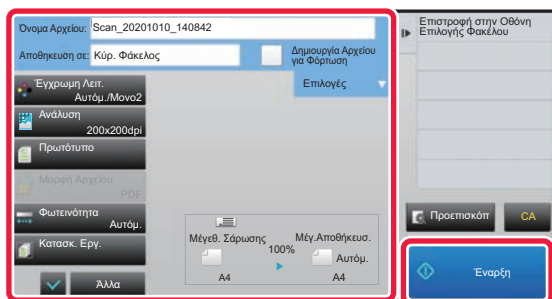 Όνομα Αρχείου: Scan_20201010_140842
Αποθηκευση σε: Κύρ. Φάκελος
Δημιουργία Αρχείου
για Φόρτωση
Επιλογές
Έγχρωμη Λειτ.
Αυτόμ./Μονο2
Ανάλυση
200x200dpi
Πρωτότυπο
Μορφή Αρχείου
PDF
Φωτεινότητα
Αυτόμ.
Κατασκ. Εργ.
Άλλα
Μέγεθ. Σάρωσης
100%
Μέγ.Αποθήκευσ.
Αυτόμ.
A4
A4
Επιστροφή στην Οθόνη
Επιλογής Φακέλου
Προεπισκόπ
CA
Έναρξη